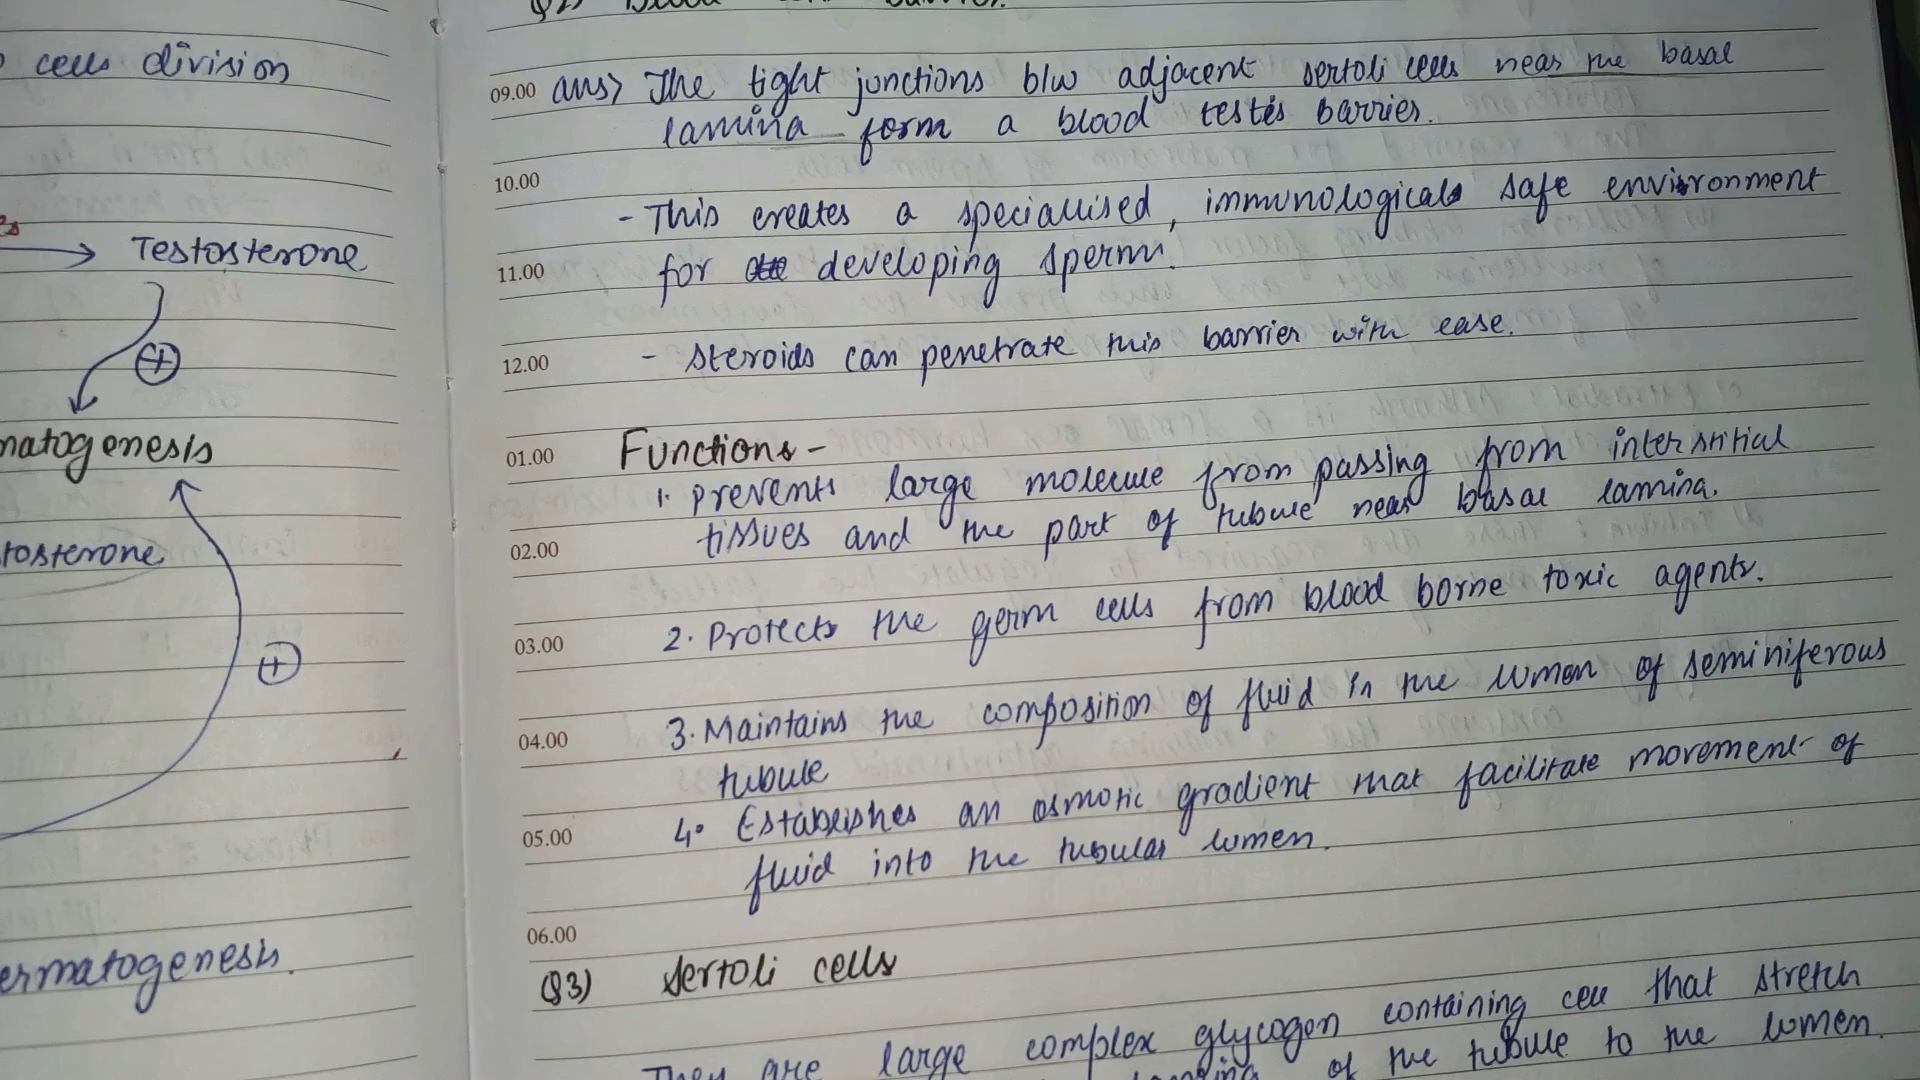 cells division
Testosterone
+
matogenesis
tosterone
+
ermatogenesis.
09.00 ans> The tight junctions b/w adjacent sertoli cells near the basal
lamina form a blood testes barrier.
10.00
- This creates a speciallised, immunological safe environment
11.00 for developing sperm.
12.00 - Steroids can penetrate this barrier with ease.
01.00 Functions -
1. prevents large molecule from passing from interstitial
02.00 tissues and the part of tubule near basal lamina.
03.00 2. Protects the germ cells from blood borne toxic agents.
04.00 3. Maintains the composition of fluid in the lumen of seminiferous
tubule
05.00 4. Establishes an osmotic gradient that facilitate movement of
fluid into the tubular lumen.
06.00
Q3) Sertoli cells
They are large complex glycogen containing cell that stretch
of the tubule to the lumen.